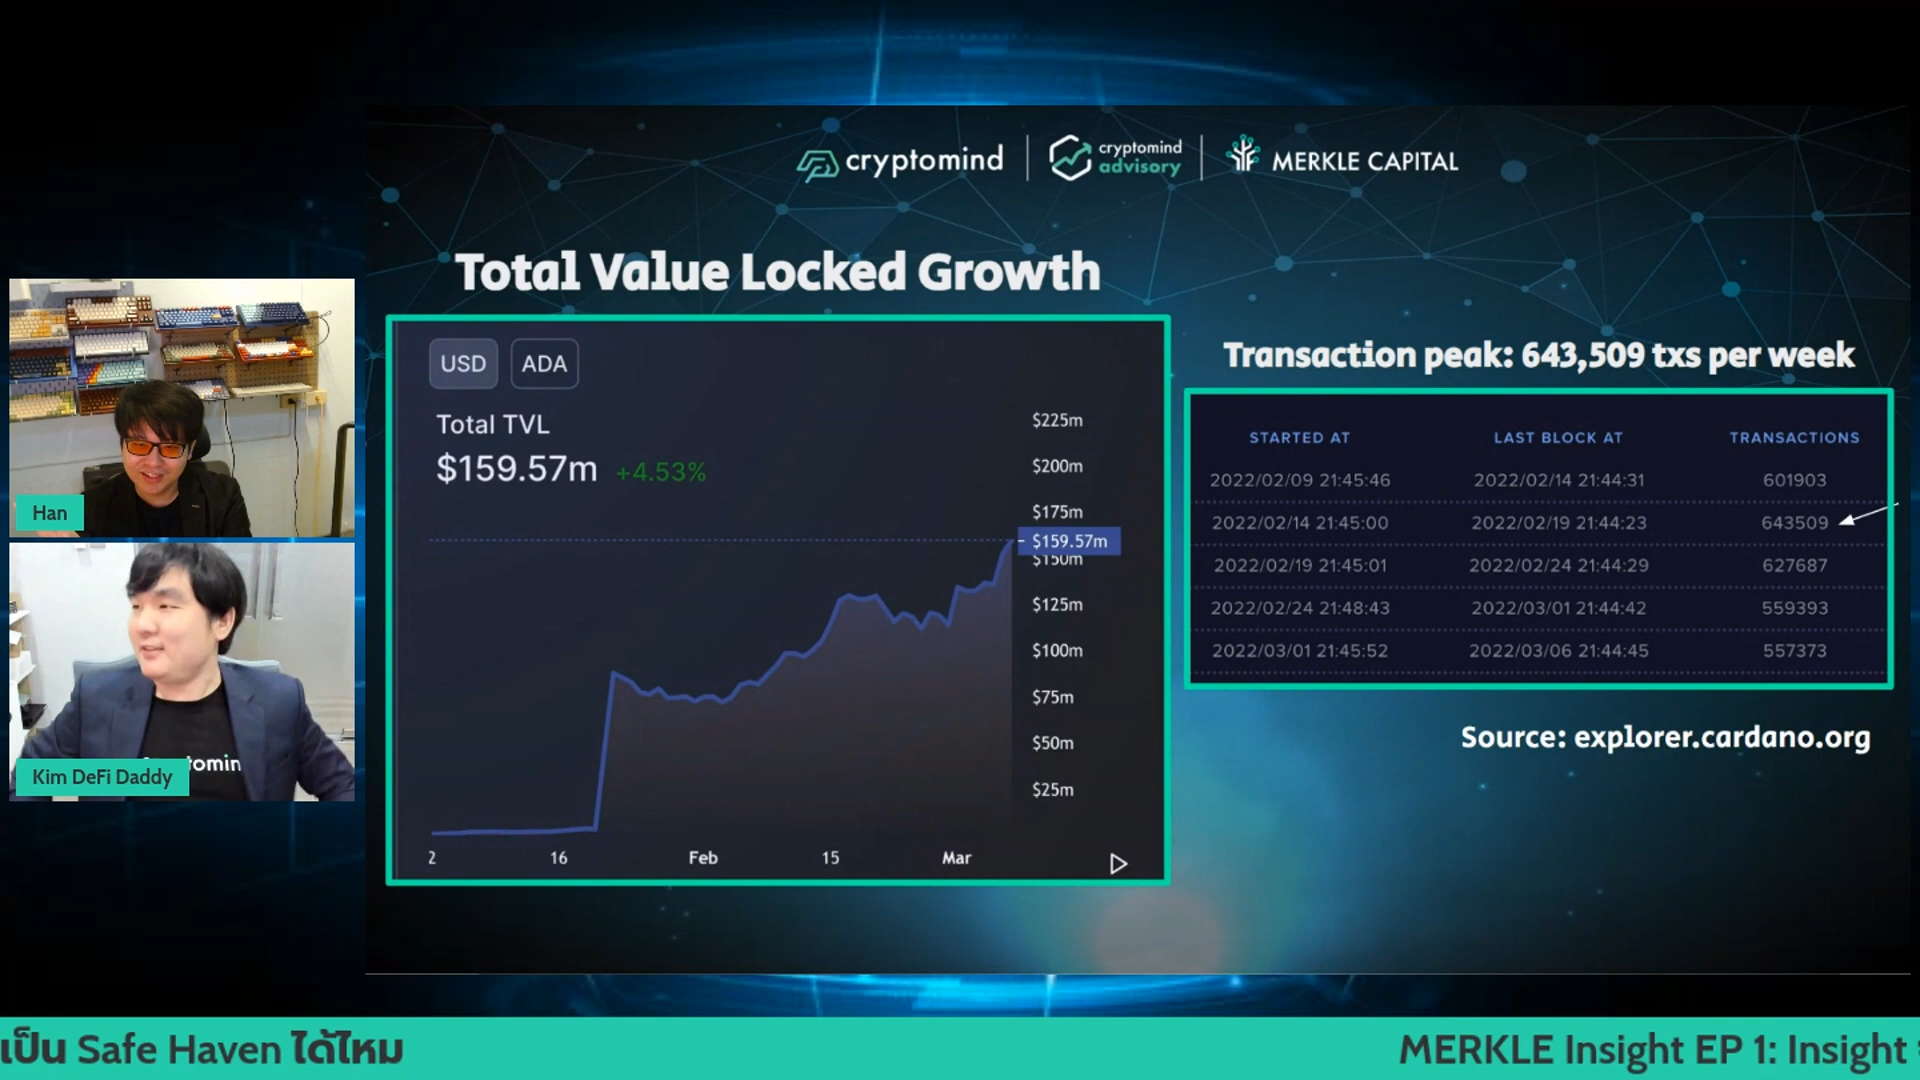 cryptomind
cryptomind
advisory
MERKLE CAPITAL
Total Value Locked Growth
USD
ADA
Total TVL
$159.57m +4.53%
$225m
$200m
$175m
$159.57m
$150m
$125m
$100m
$75m
$50m
$25m
2 16 Feb 15 Mar
Transaction peak: 643,509 txs per week
STARTED AT LAST BLOCK AT TRANSACTIONS
2022/02/09 21:45:46 2022/02/14 21:44:31 601903
2022/02/14 21:45:00 2022/02/19 21:44:23 643509
2022/02/19 21:45:01 2022/02/24 21:44:29 627687
2022/02/24 21:48:43 2022/03/01 21:44:42 559393
2022/03/01 21:45:52 2022/03/06 21:44:45 557373
Source: explorer.cardano.org
Han
Kim DeFi Daddy
เป็น Safe Haven ได้ไหม
MERKLE Insight EP 1: Insight